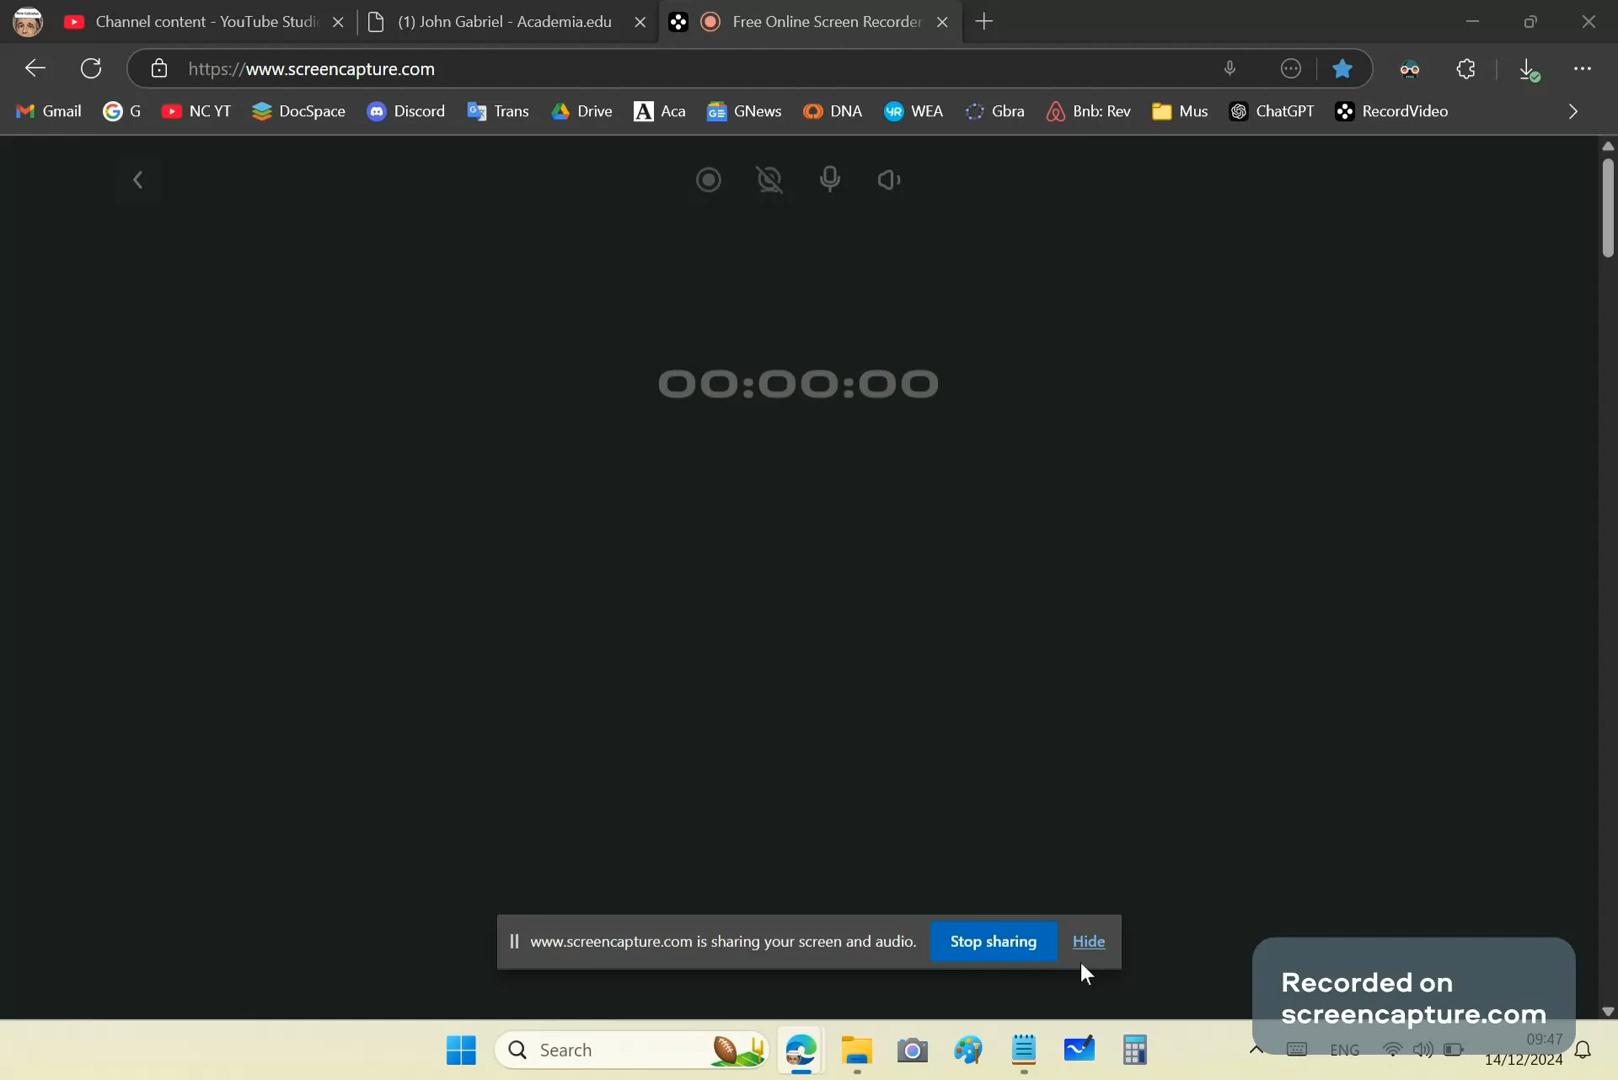 Channel content - YouTube Studi
(1) John Gabriel - Academia.edu
Free Online Screen Recorder
https://www.screencapture.com
Gmail
G
NC YT
DocSpace
Discord
Trans
Drive
Aca
GNews
DNA
WEA
Gbra
Bnb: Rev
Mus
ChatGPT
RecordVideo
00:00:00
www.screencapture.com is sharing your screen and audio.
Stop sharing
Hide
Recorded on
screencapture.com
Search
ENG
09:47
14/12/2024